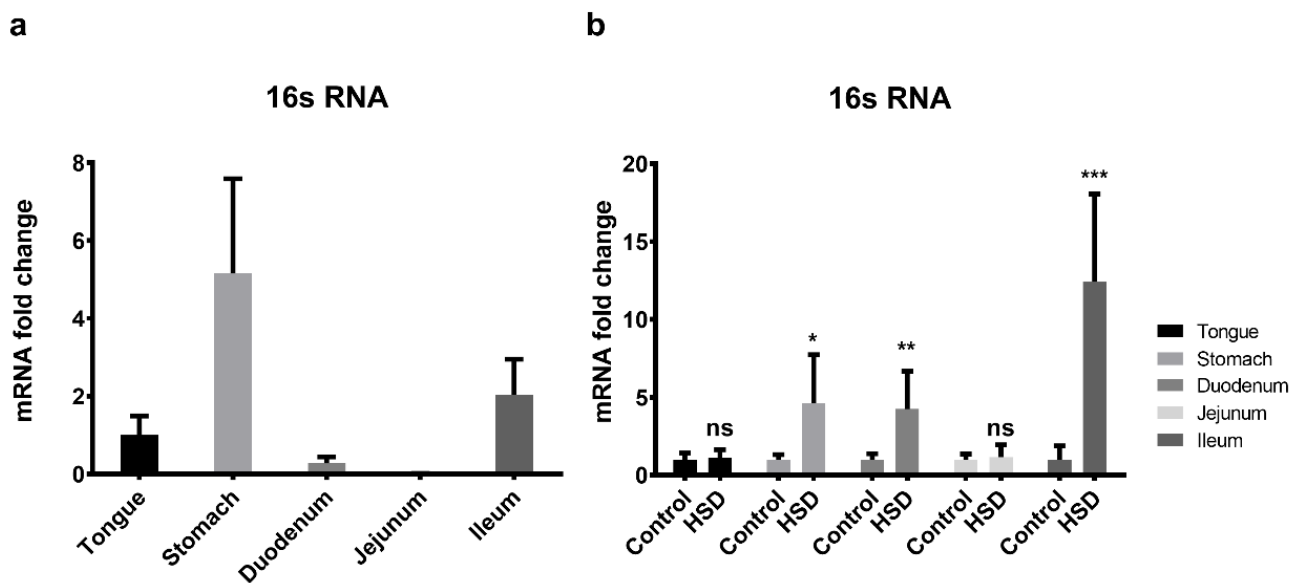 a
16s RNA
mRNA fold change
8
6
4
2
0
Tongue
Stomach
Duodenum
Jejunum
Ileum
b
16s RNA
mRNA fold change
20
15
10
5
0
ns
*
**
ns
***
Control
HSD
Control
HSD
Control
HSD
Control
HSD
Control
HSD
Tongue
Stomach
Duodenum
Jejunum
Ileum